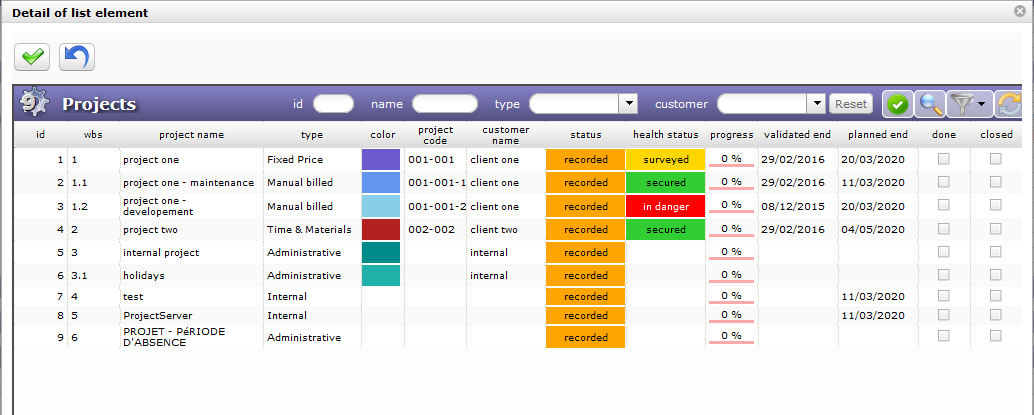 Detail of list element
9 Projects id name type customer Reset
id wbs project name type color project code customer name status health status progress validated end planned end done closed
1 1 project one Fixed Price 001-001 client one recorded surveyed 0 % 29/02/2016 20/03/2020
2 1.1 project one - maintenance Manual billed 001-001-1 client one recorded secured 0 % 29/02/2016 11/03/2020
3 1.2 project one - developement Manual billed 001-001-2 client one recorded in danger 0 % 08/12/2015 20/03/2020
4 2 project two Time & Materials 002-002 client two recorded secured 0 % 29/02/2016 04/05/2020
5 3 internal project Administrative internal recorded 0 %
6 3.1 holidays Administrative internal recorded 0 %
7 4 test Internal recorded 0 % 11/03/2020
8 5 ProjectServer Internal recorded 0 % 11/03/2020
9 6 PROJET - PéRIODE D'ABSENCE Administrative recorded 0 %